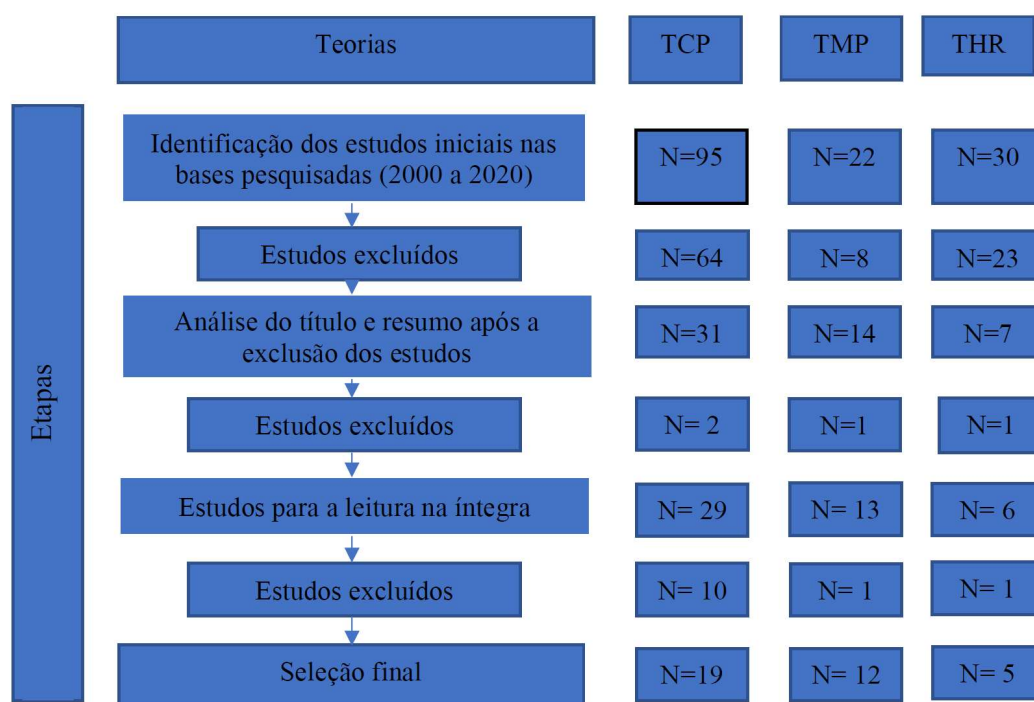 Teorias
TCP
TMP
THR
Etapas
Identificação dos estudos iniciais nas
bases pesquisadas (2000 a 2020)
N=95
N=22
N=30
Estudos excluídos
N=64
N=8
N=23
Análise do título e resumo após a
exclusão dos estudos
N=31
N=14
N=7
Estudos excluídos
N= 2
N=1
N=1
Estudos para a leitura na íntegra
N= 29
N= 13
N= 6
Estudos excluídos
N= 10
N= 1
N= 1
Seleção final
N=19
N= 12
N= 5